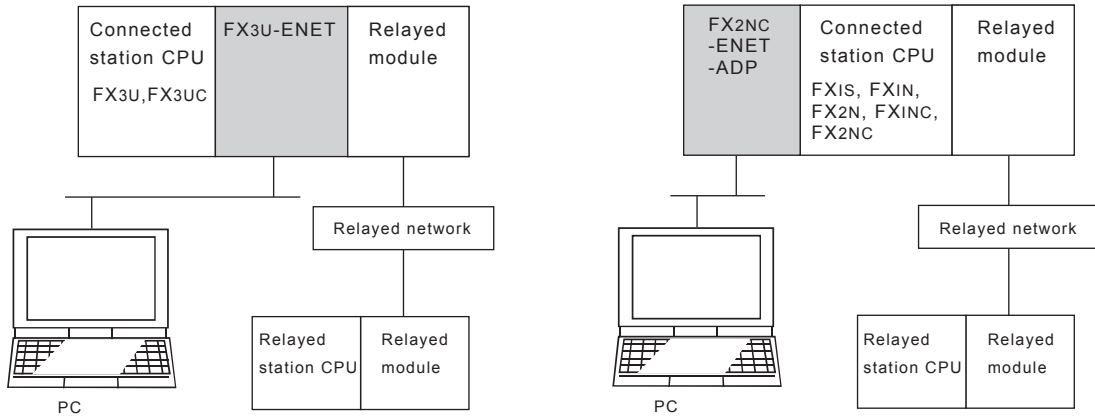 Connected
station CPU
FX3U,FX3UC
FX3U-ENET
Relayed
module
Relayed network
Relayed
station CPU
Relayed
module
PC
FX2NC
-ENET
-ADP
Connected
station CPU
FX1S, FX1N,
FX2N, FX1NC,
FX2NC
Relayed
module
Relayed network
Relayed
station CPU
Relayed
module
PC